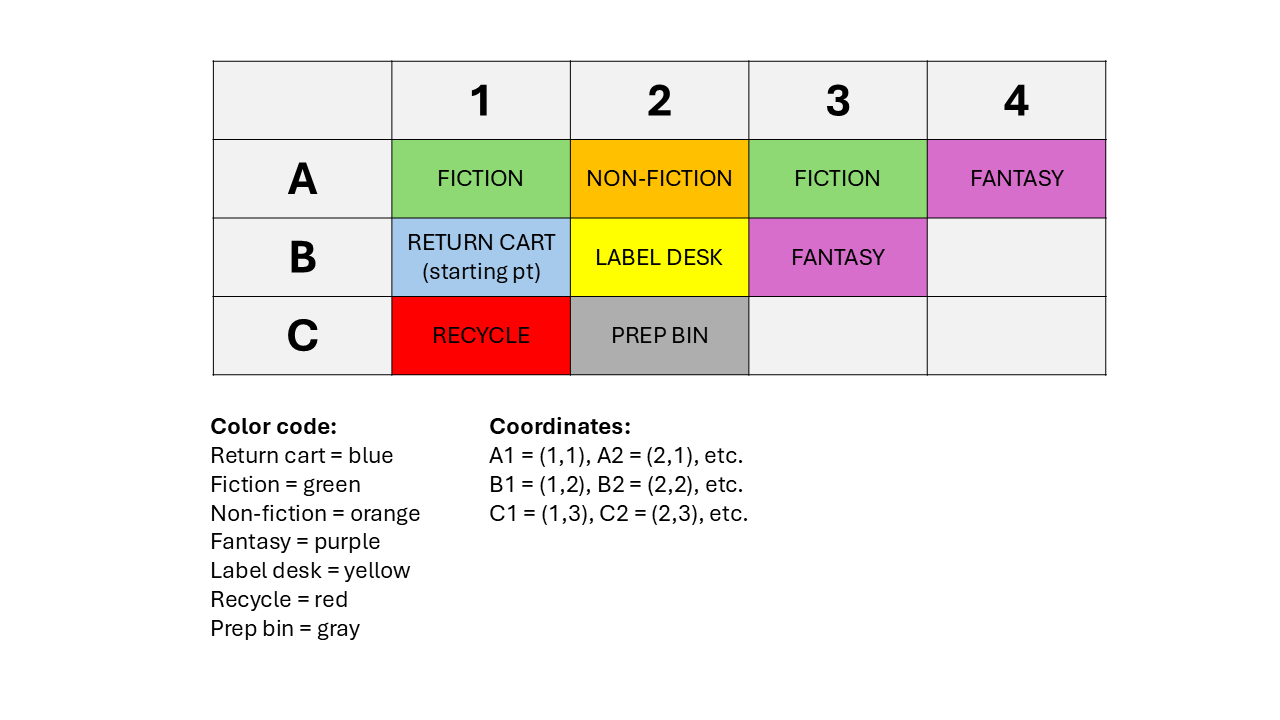 1 2 3 4
A FICTION NON-FICTION FICTION FANTASY
B RETURN CART (starting pt) LABEL DESK FANTASY
C RECYCLE PREP BIN
Color code:
Return cart = blue
Fiction = green
Non-fiction = orange
Fantasy = purple
Label desk = yellow
Recycle = red
Prep bin = gray
Coordinates:
A1 = (1,1), A2 = (2,1), etc.
B1 = (1,2), B2 = (2,2), etc.
C1 = (1,3), C2 = (2,3), etc.